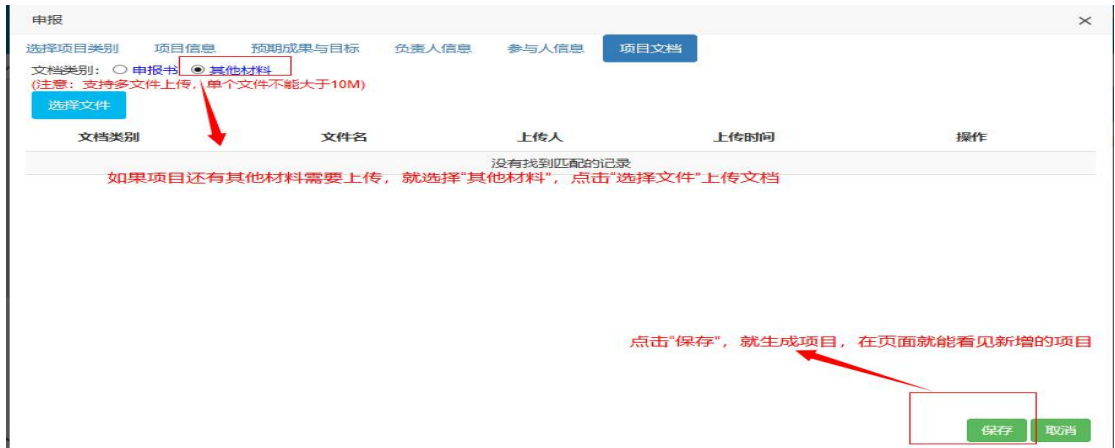 申报 ×
选择项目类别 项目信息 预期成果与目标 负责人信息 参与人信息 项目文档
文档类别： 申报书 其他材料
(注意：支持多文件上传，单个文件不能大于10M)
选择文件
文档类别 文件名 上传人 上传时间 操作
没有找到匹配的记录
如果项目还有其他材料需要上传，就选择"其他材料"，点击"选择文件"上传文档
点击"保存"，就生成项目，在页面就能看见新增的项目
保存 取消